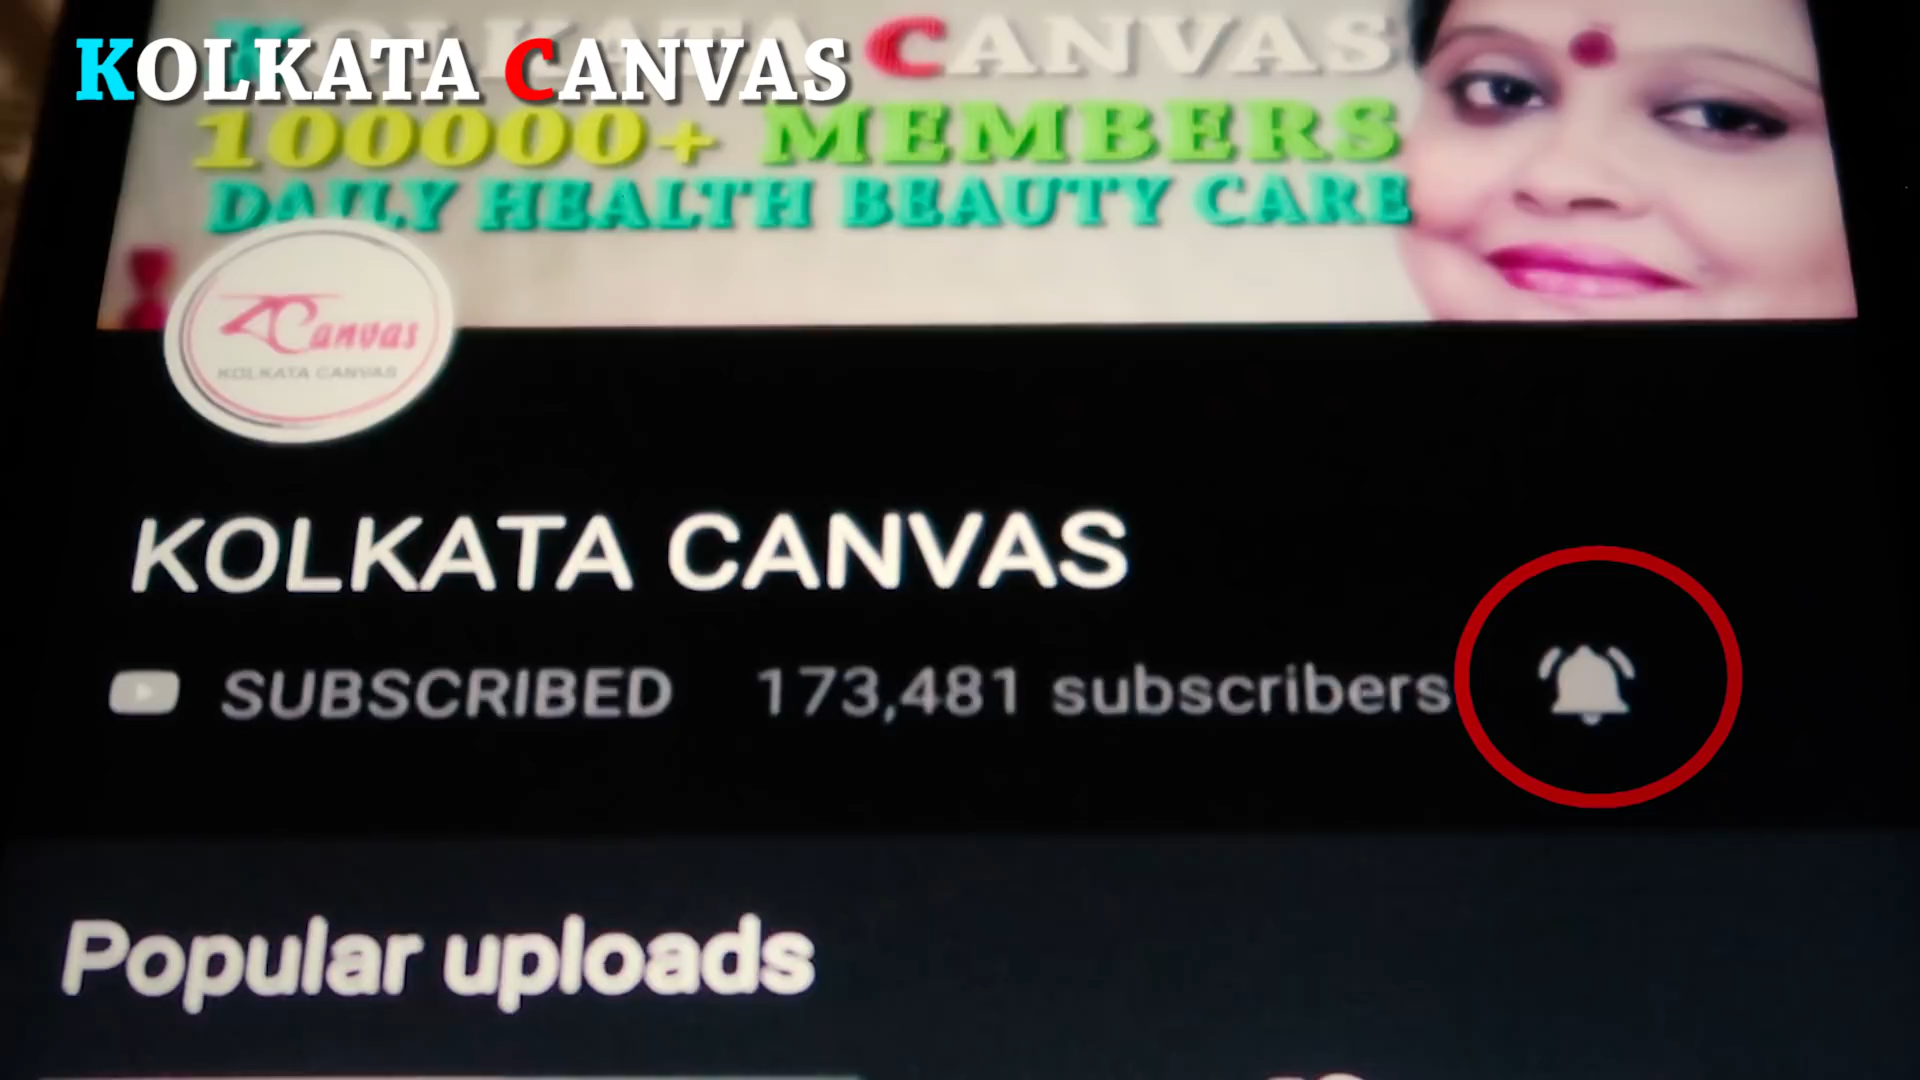 KOLKATA CANVAS
KOLKATA CANVAS
100000+ MEMBERS
DAILY HEALTH BEAUTY CARE
Canvas
KOLKATA CANVAS
KOLKATA CANVAS
SUBSCRIBED 173,481 subscribers
Popular uploads